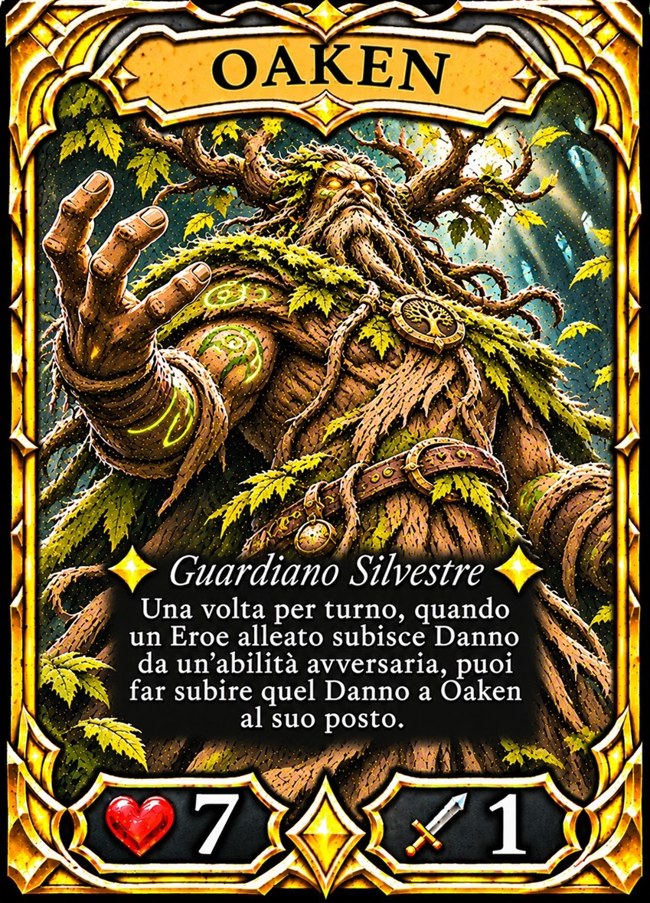 OAKEN
Guardiano Silvestre
Una volta per turno, quando
un Eroe alleato subisce Danno
da un'abilità avversaria, puoi
far subire quel Danno a Oaken
al suo posto.
7
1